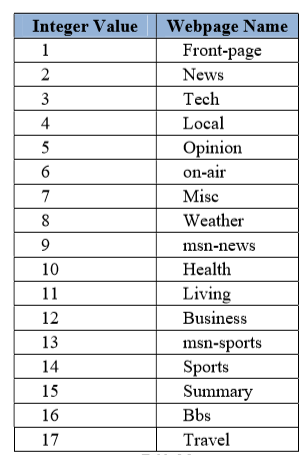 Integer Value Webpage Name
1 Front-page
2 News
3 Tech
4 Local
5 Opinion
6 on-air
7 Misc
8 Weather
9 msn-news
10 Health
11 Living
12 Business
13 msn-sports
14 Sports
15 Summary
16 Bbs
17 Travel